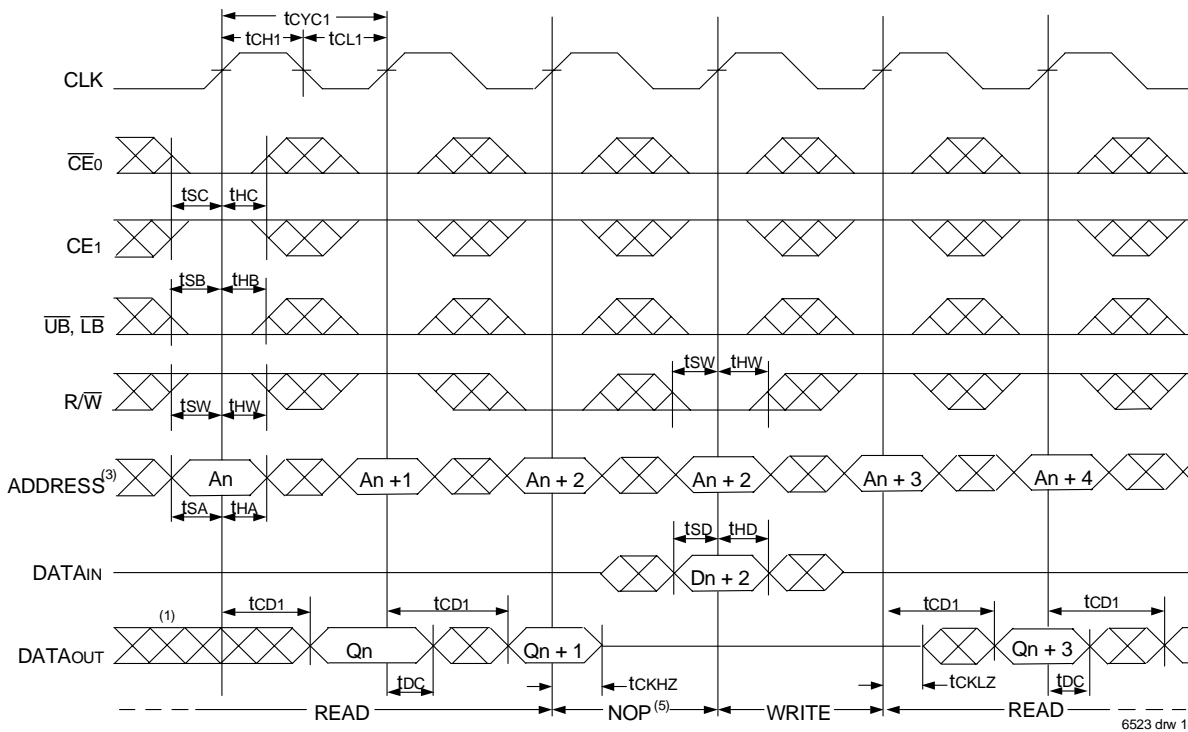 tCYC1
tCH1 tCL1
CLK
CE0
tSC tHC
CE1
tSB tHB
UB, LB
tSW tHW
R/W
tSW tHW
ADDRESS(3) An An +1 An + 2 An + 2 An + 3 An + 4
tSA tHA
tSD tHD
DATAIN Dn + 2
(1) tCD1 tCD1 tCD1 tCD1
DATAOUT Qn Qn + 1 Qn + 3
tDC tCKHZ tCKLZ tDC
READ NOP(5) WRITE READ
6523 drw 1